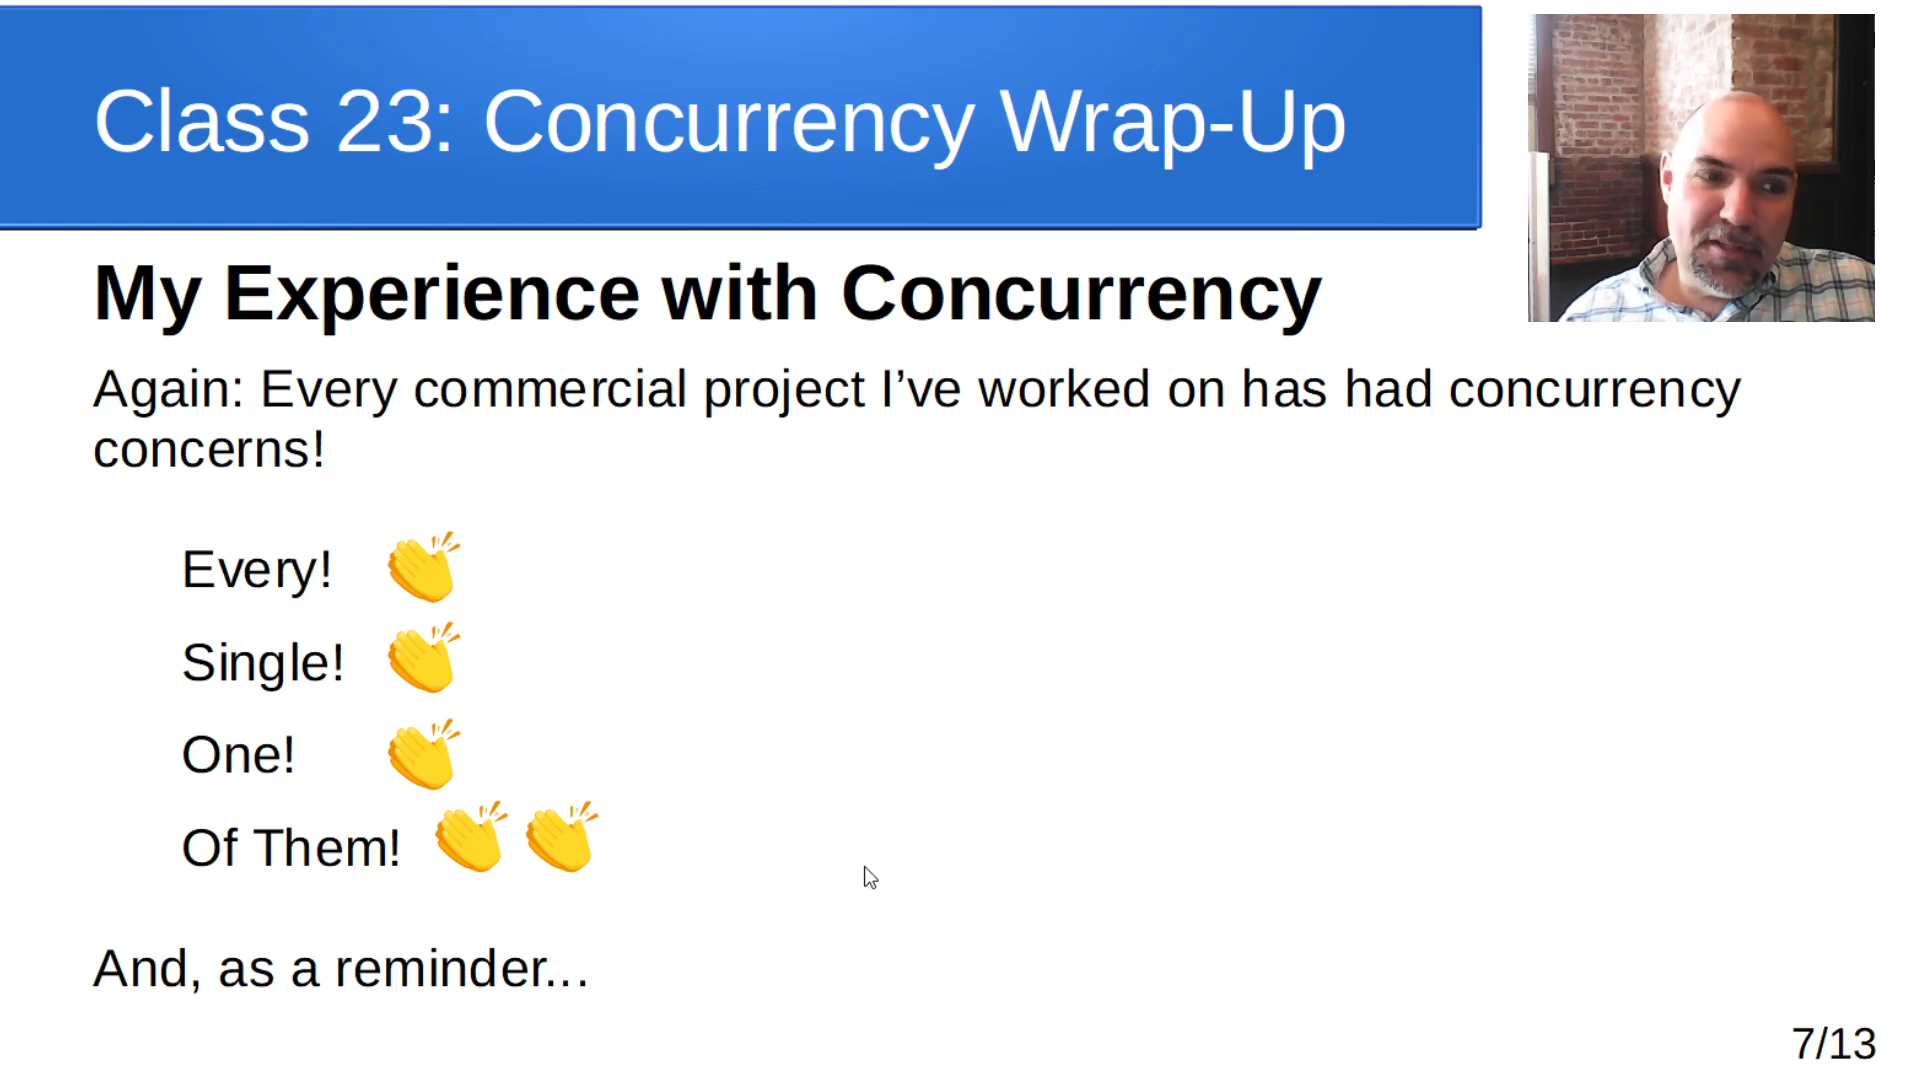 Class 23: Concurrency Wrap-Up
My Experience with Concurrency
Again: Every commercial project I’ve worked on has had concurrency
concerns!
Every! 👏
Single! 👏
One! 👏
Of Them! 👏 👏
And, as a reminder...
7/13